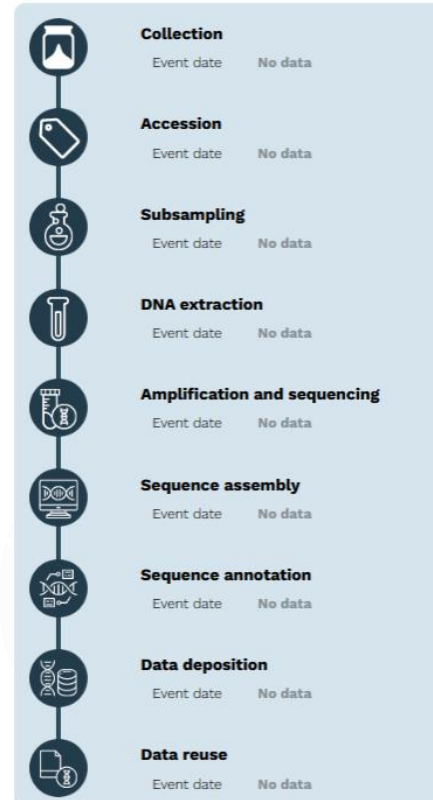 Collection
Event date No data
Accession
Event date No data
Subsampling
Event date No data
DNA extraction
Event date No data
Amplification and sequencing
Event date No data
Sequence assembly
Event date No data
Sequence annotation
Event date No data
Data deposition
Event date No data
Data reuse
Event date No data